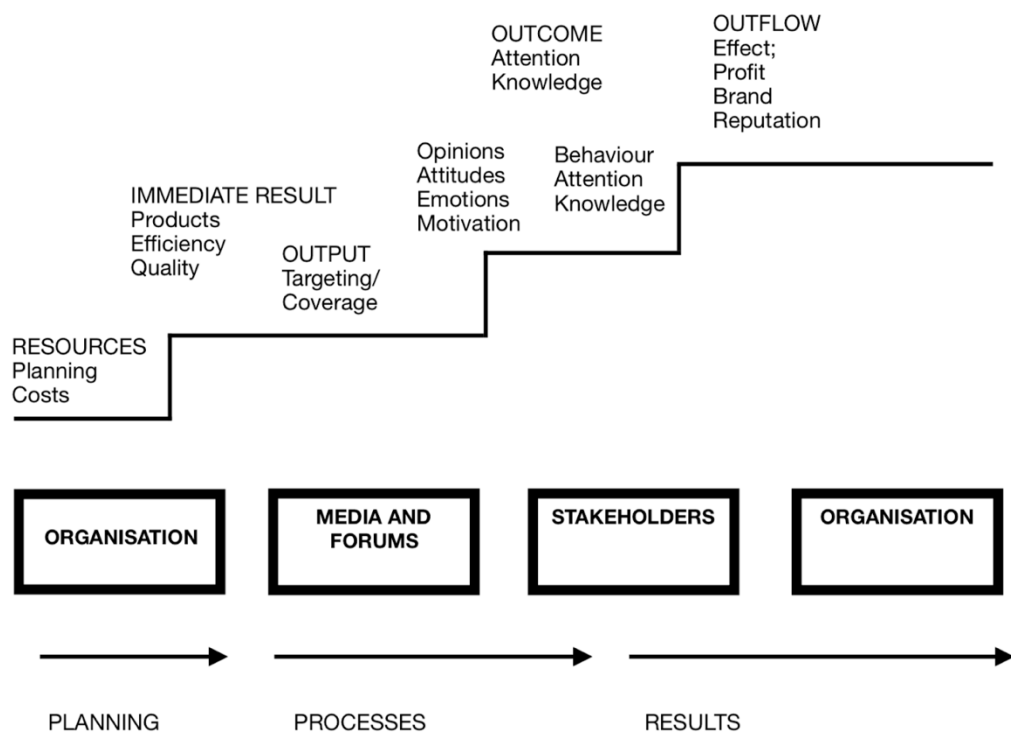 RESOURCES
Planning
Costs
IMMEDIATE RESULT
Products
Efficiency
Quality
OUTPUT
Targeting/
Coverage
Opinions
Attitudes
Emotions
Motivation
OUTCOME
Attention
Knowledge
Behaviour
Attention
Knowledge
OUTFLOW
Effect;
Profit
Brand
Reputation
ORGANISATION
MEDIA AND
FORUMS
STAKEHOLDERS
ORGANISATION
PLANNING
PROCESSES
RESULTS